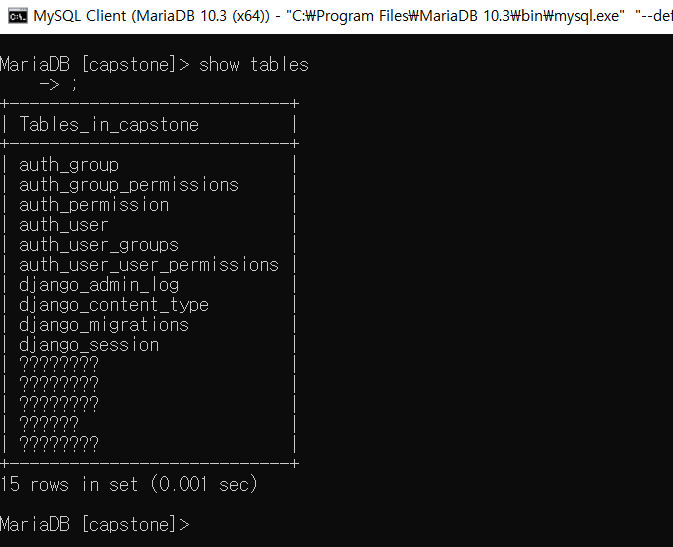 MySQL Client (MariaDB 10.3 (x64)) - "C:₩Program Files₩MariaDB 10.3₩bin₩mysql.exe" "--def
MariaDB [capstone]> show tables
    -> ;
+----------------------------+
| Tables_in_capstone         |
+----------------------------+
| auth_group                 |
| auth_group_permissions     |
| auth_permission            |
| auth_user                  |
| auth_user_groups           |
| auth_user_user_permissions |
| django_admin_log           |
| django_content_type        |
| django_migrations          |
| django_session             |
| ????????                   |
| ????????                   |
| ????????                   |
| ??????                     |
| ????????                   |
+----------------------------+
15 rows in set (0.001 sec)
MariaDB [capstone]>